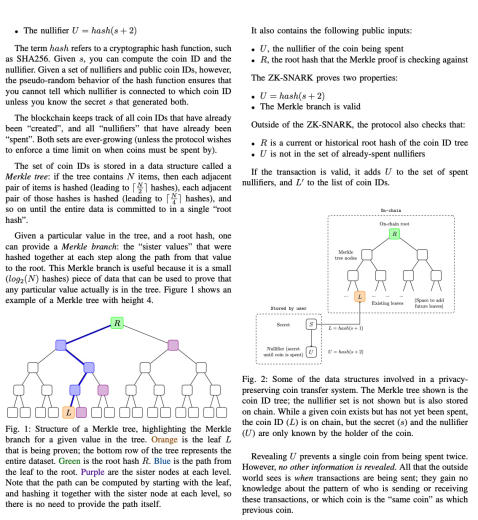 • The nullifier U = hash(s + 2)
The term hash refers to a cryptographic hash function, such
as SHA256. Given s, you can compute the coin ID and the
nullifier. Given a set of nullifiers and public coin IDs, however,
the pseudo-random behavior of the hash function ensures that
you cannot tell which nullifier is connected to which coin ID
unless you know the secret s that generated both.
The blockchain keeps track of all coin IDs that have already
been "created", and all "nullifiers" that have already been
"spent". Both sets are ever-growing (unless the protocol wishes
to enforce a time limit on when coins must be spent by).
The set of coin IDs is stored in a data structure called a
Merkle tree: if the tree contains N items, then each adjacent
pair of items is hashed (leading to ⌈N/2⌉ hashes), each adjacent
pair of those hashes is hashed (leading to ⌈N/4⌉ hashes), and
so on until the entire data is committed to in a single "root
hash".
Given a particular value in the tree, and a root hash, one
can provide a Merkle branch: the "sister values" that were
hashed together at each step along the path from that value
to the root. This Merkle branch is useful because it is a small
(log₂(N) hashes) piece of data that can be used to prove that
any particular value actually is in the tree. Figure 1 shows an
example of a Merkle tree with height 4.
R
L
Fig. 1: Structure of a Merkle tree, highlighting the Merkle
branch for a given value in the tree. Orange is the leaf L
that is being proven; the bottom row of the tree represents the
entire dataset. Green is the root hash R. Blue is the path from
the leaf to the root. Purple are the sister nodes at each level.
Note that the path can be computed by starting with the leaf,
and hashing it together with the sister node at each level, so
there is no need to provide the path itself.
It also contains the following public inputs:
• U, the nullifier of the coin being spent
• R, the root hash that the Merkle proof is checking against
The ZK-SNARK proves two properties:
• U = hash(s + 2)
• The Merkle branch is valid
Outside of the ZK-SNARK, the protocol also checks that:
• R is a current or historical root hash of the coin ID tree
• U is not in the set of already-spent nullifiers
If the transaction is valid, it adds U to the set of spent
nullifiers, and L' to the list of coin IDs.
On-chain
On-chain root
R
Merkle
tree nodes
L
Existing leaves
(Space to add
future leaves)
Stored by user
Secret
S
L = hash(s + 1)
Nullifier (secret
until coin is spent)
U
U = hash(s + 2)
Fig. 2: Some of the data structures involved in a privacy-
preserving coin transfer system. The Merkle tree shown is the
coin ID tree; the nullifier set is not shown but is also stored
on chain. While a given coin exists but has not yet been spent,
the coin ID (L) is on chain, but the secret (s) and the nullifier
(U) are only known by the holder of the coin.
Revealing U prevents a single coin from being spent twice.
However, no other information is revealed. All that the outside
world sees is when transactions are being sent; they gain no
knowledge about the pattern of who is sending or receiving
these transactions, or which coin is the "same coin" as which
previous coin.